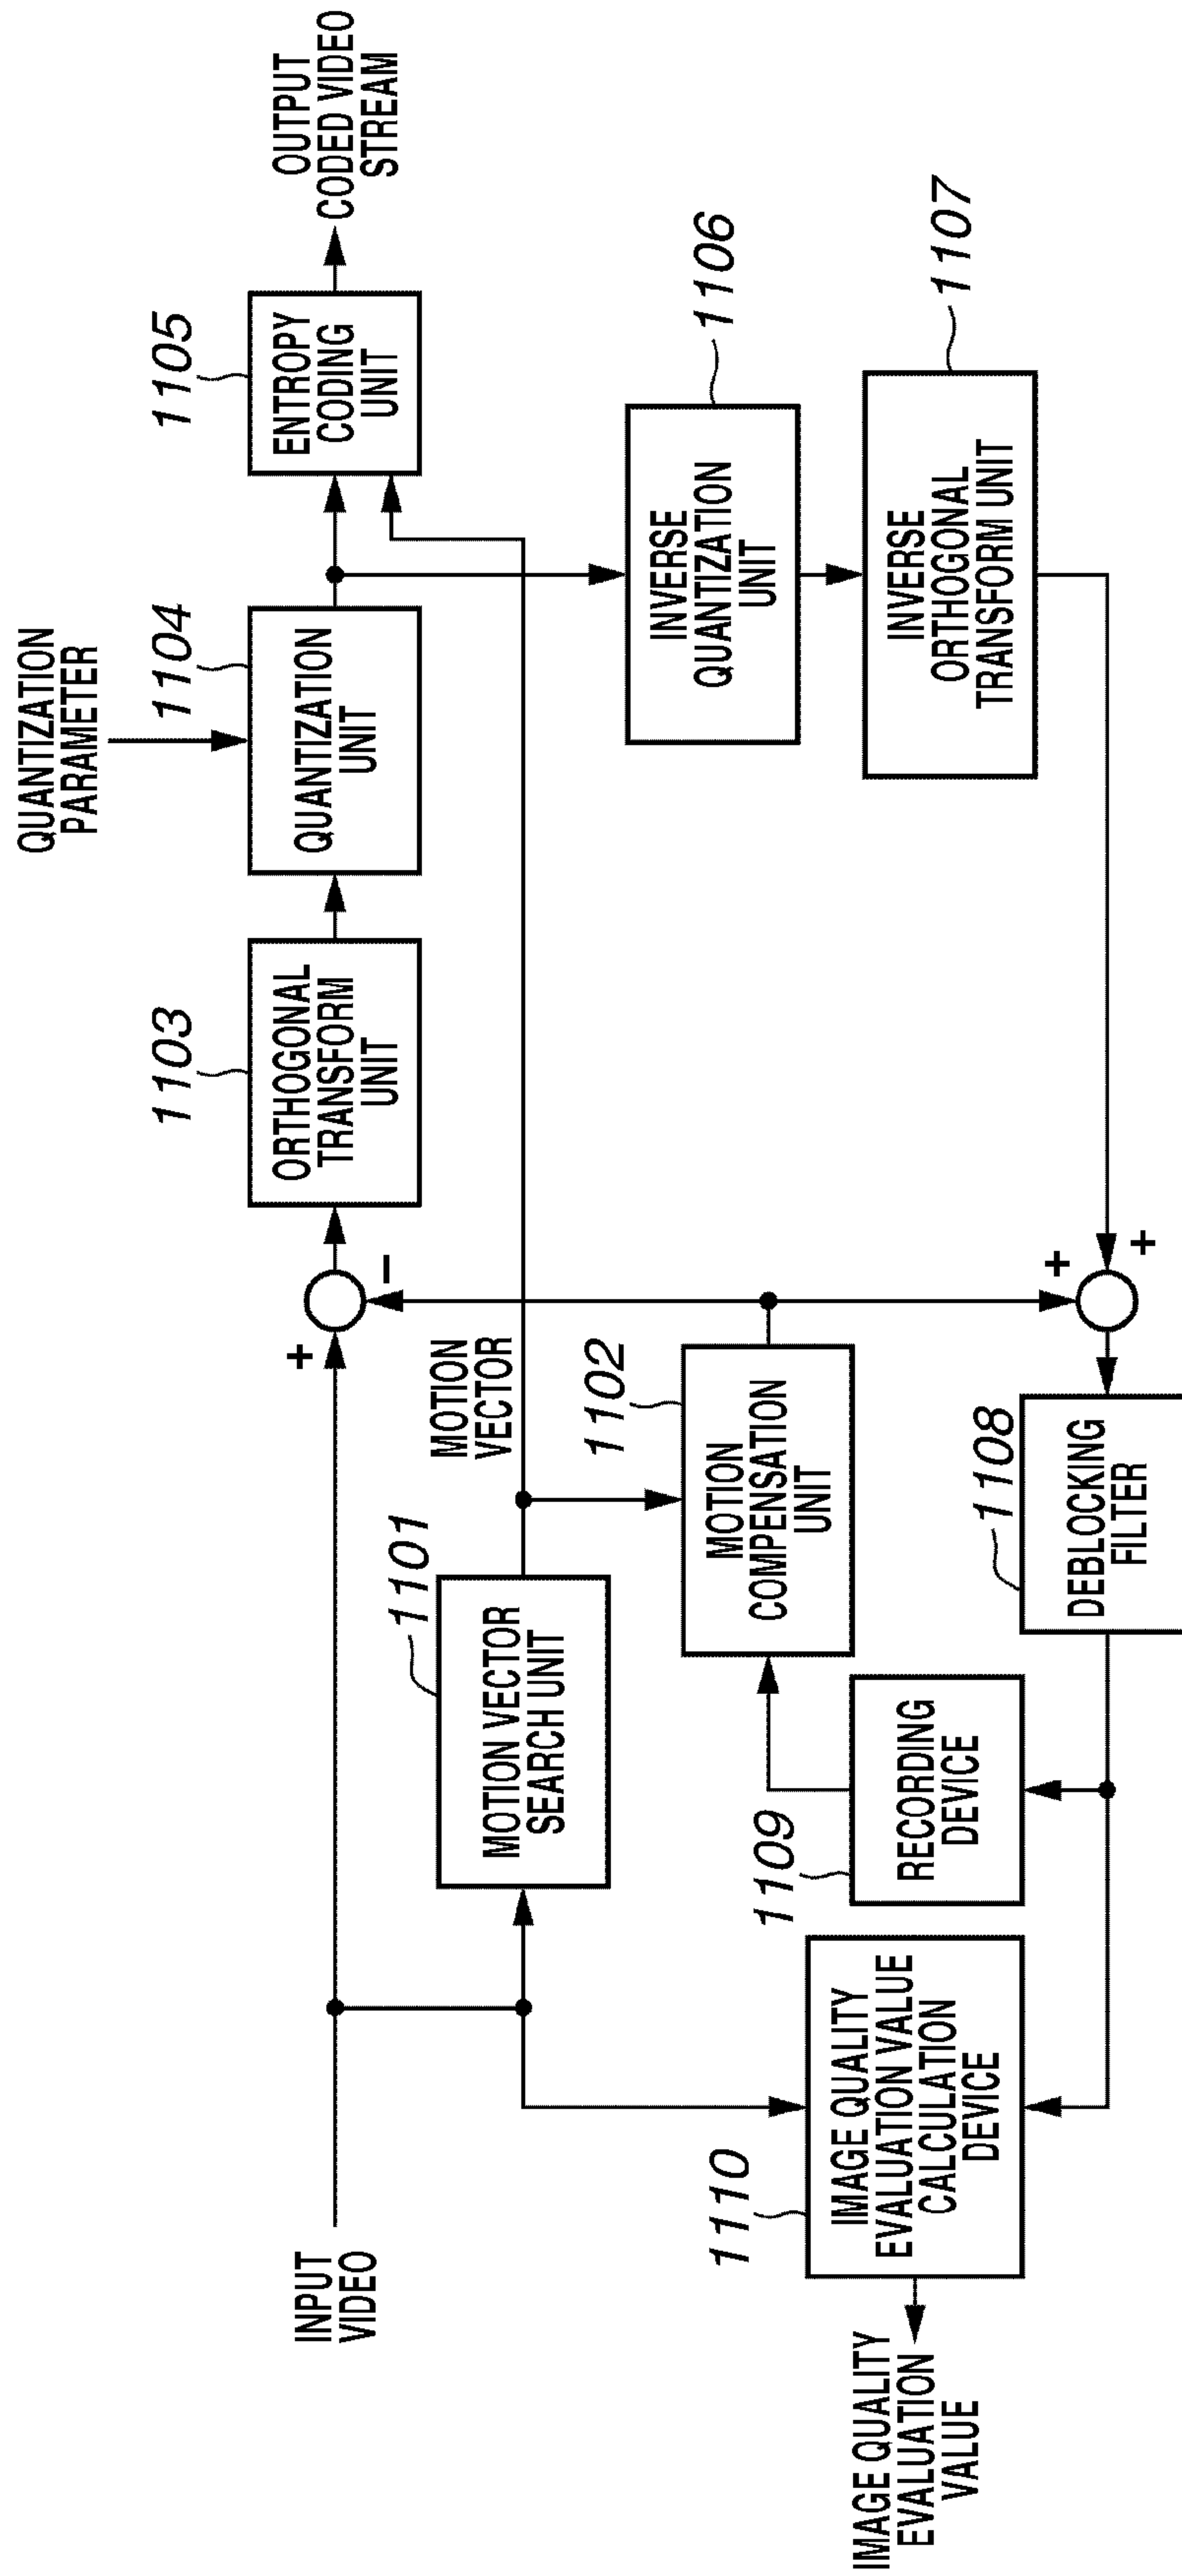 QUANTIZATION
PARAMETER
1103
1104
1105
INPUT
VIDEO
+
−
ORTHOGONAL
TRANSFORM
UNIT
QUANTIZATION
UNIT
ENTROPY
CODING
UNIT
OUTPUT
CODED VIDEO
STREAM
1101
MOTION VECTOR
SEARCH UNIT
MOTION
VECTOR
1102
MOTION
COMPENSATION
UNIT
1106
INVERSE
QUANTIZATION
UNIT
1107
INVERSE
ORTHOGONAL
TRANSFORM UNIT
1110
IMAGE QUALITY
EVALUATION VALUE
CALCULATION
DEVICE
1109
RECORDING
DEVICE
1108
DEBLOCKING
FILTER
+
+
IMAGE QUALITY
EVALUATION
VALUE